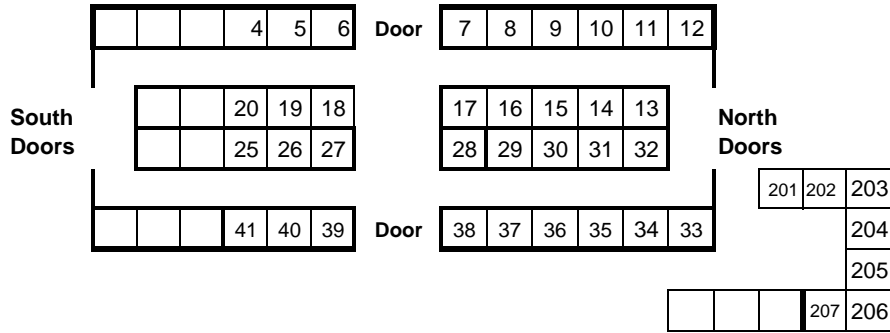 4 5 6 Door 7 8 9 10 11 12
20 19 18 17 16 15 14 13
South Doors
North Doors
25 26 27 28 29 30 31 32
201 202 203
41 40 39 Door 38 37 36 35 34 33
204
205
207 206